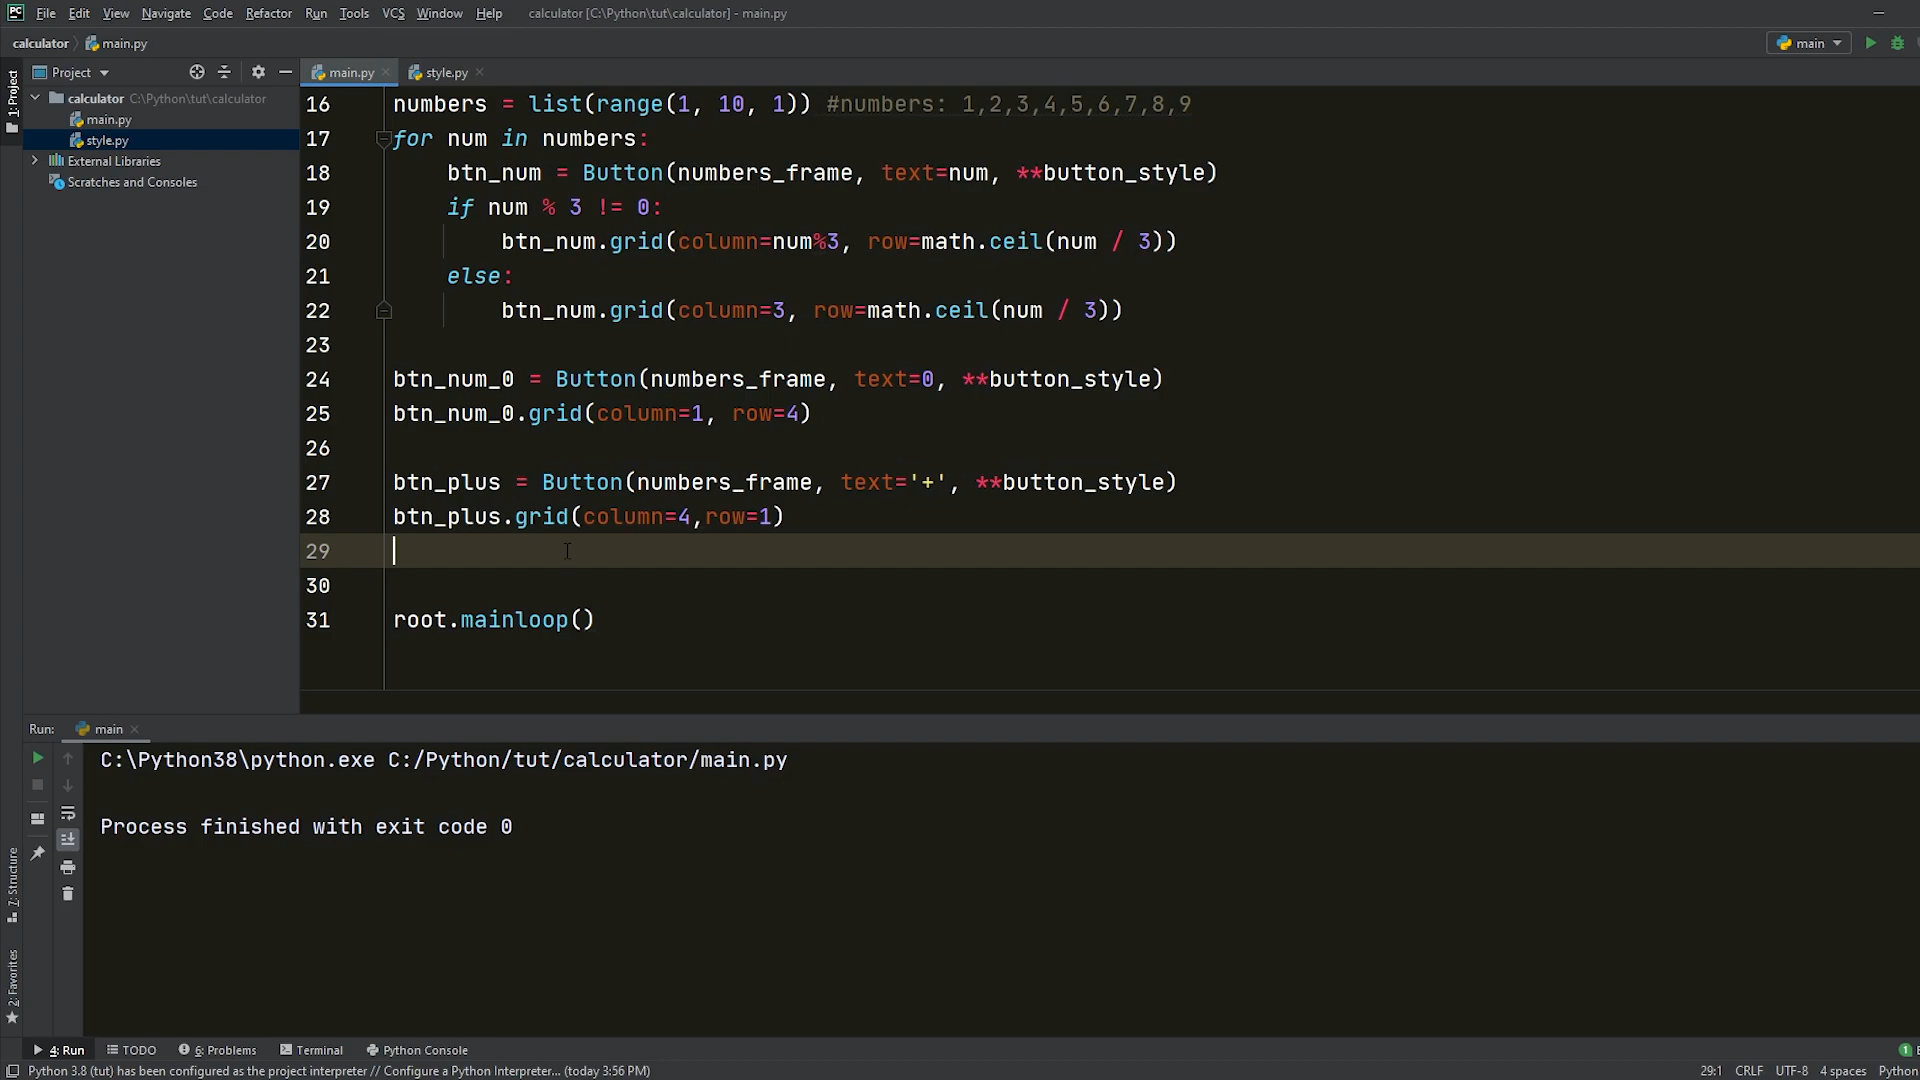 PC File Edit View Navigate Code Refactor Run Tools VCS Window Help calculator [C:\Python\tut\calculator] - main.py
calculator main.py main
1: Project
Project main.py style.py
calculator C:\Python\tut\calculator
main.py
style.py
External Libraries
Scratches and Consoles
16 numbers = list(range(1, 10, 1)) #numbers: 1,2,3,4,5,6,7,8,9
17 for num in numbers:
18 btn_num = Button(numbers_frame, text=num, **button_style)
19 if num % 3 != 0:
20 btn_num.grid(column=num%3, row=math.ceil(num / 3))
21 else:
22 btn_num.grid(column=3, row=math.ceil(num / 3))
23
24 btn_num_0 = Button(numbers_frame, text=0, **button_style)
25 btn_num_0.grid(column=1, row=4)
26
27 btn_plus = Button(numbers_frame, text='+', **button_style)
28 btn_plus.grid(column=4,row=1)
29
30
31 root.mainloop()
Run: main
C:\Python38\python.exe C:/Python/tut/calculator/main.py
Process finished with exit code 0
7: Structure
2: Favorites
4: Run TODO 6: Problems Terminal Python Console 1
Python 3.8 (tut) has been configured as the project interpreter // Configure a Python Interpreter... (today 3:56 PM) 29:1 CRLF UTF-8 4 spaces Python